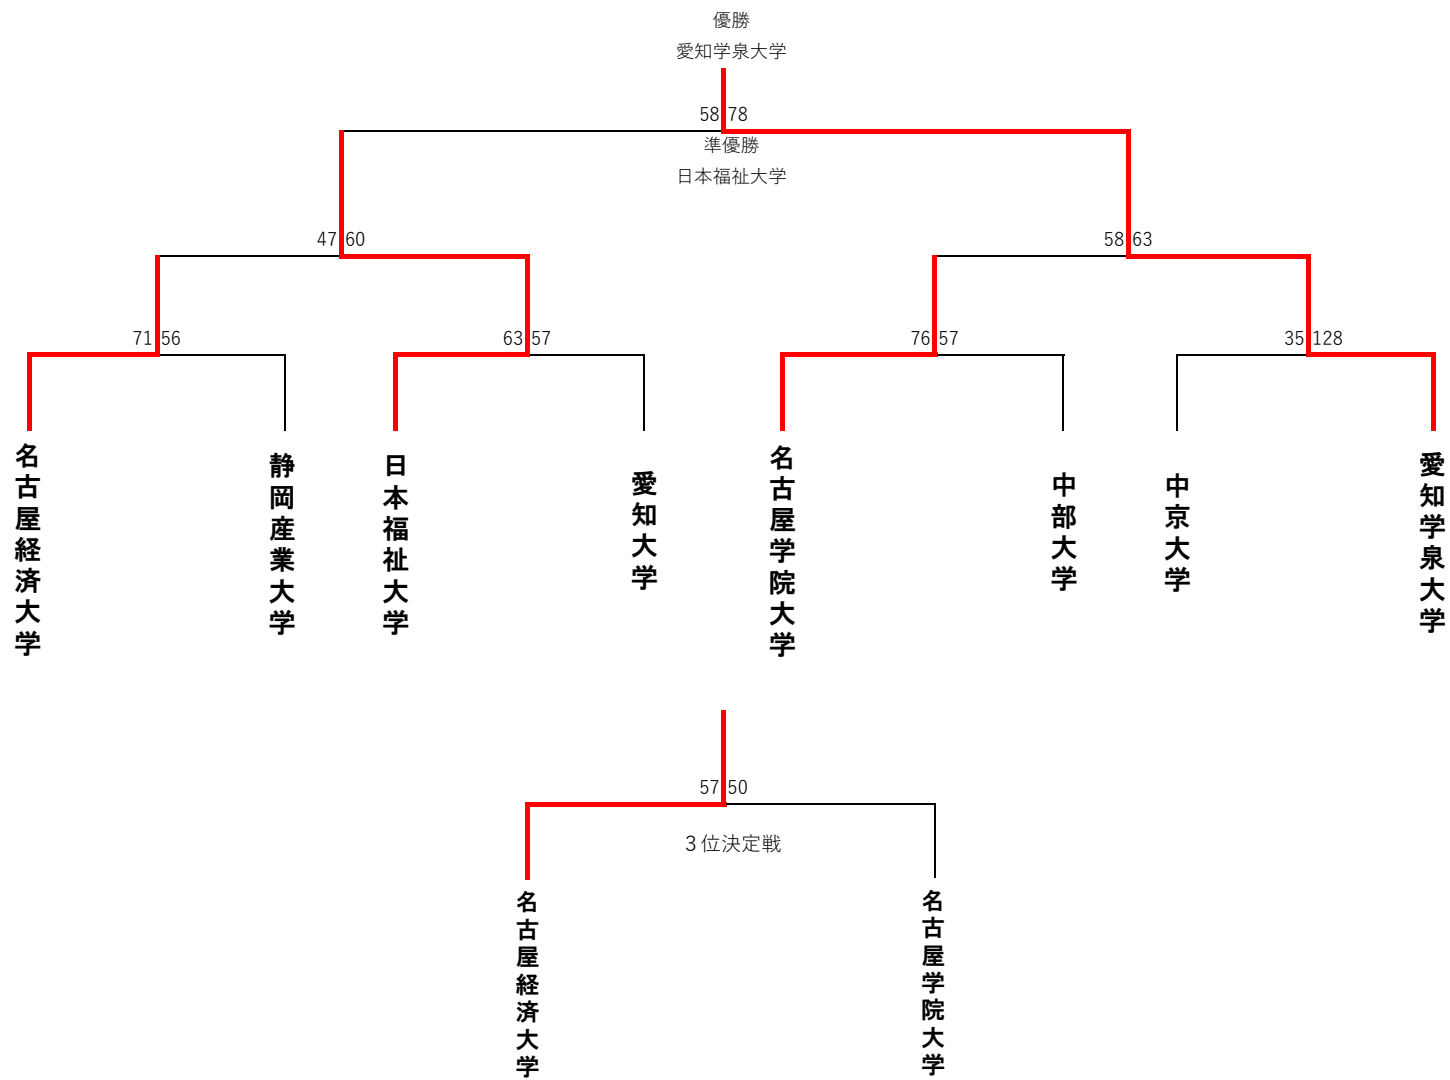 優勝
愛知学泉大学
58 78
準優勝
日本福祉大学
47 60
58 63
71 56
63 57
76 57
35 128
名古屋経済大学
静岡産業大学
日本福祉大学
愛知大学
名古屋学院大学
中部大学
中京大学
愛知学泉大学
57 50
３位決定戦
名古屋経済大学
名古屋学院大学